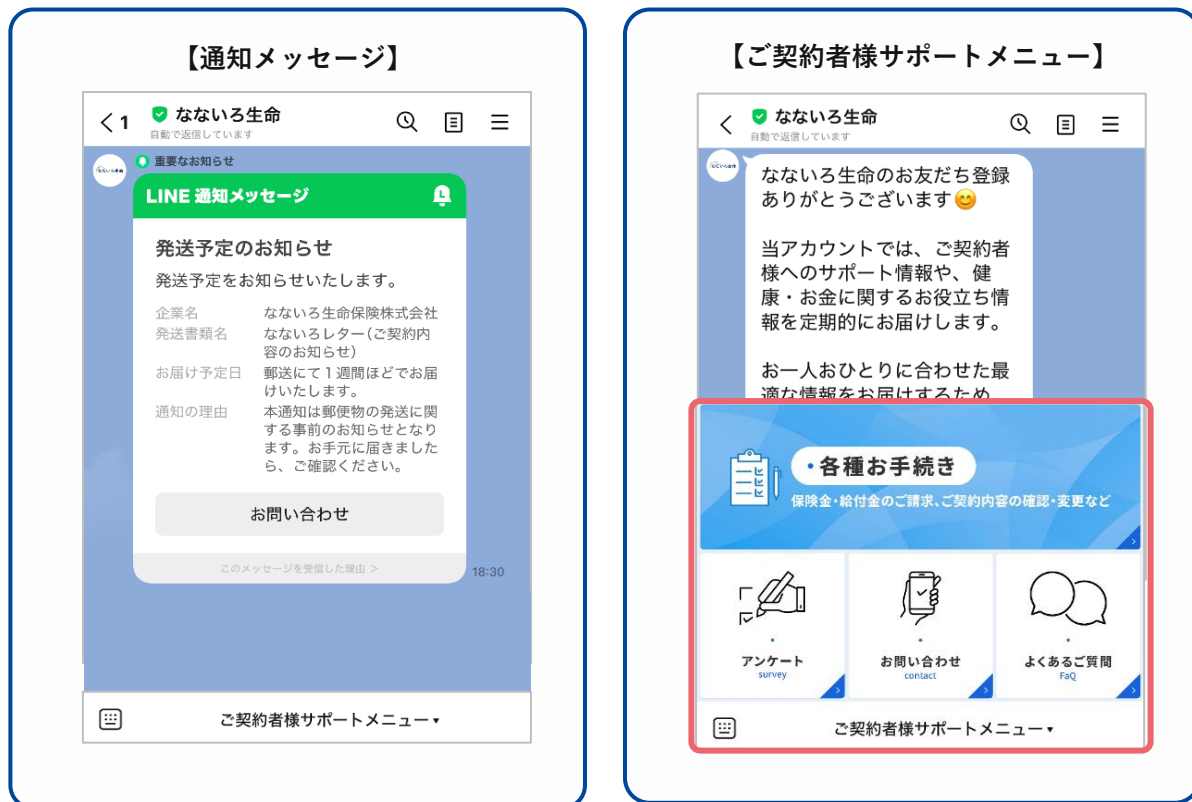 【通知メッセージ】
< 1
なないろ生命
自動で返信しています
重要なお知らせ
LINE 通知メッセージ
発送予定のお知らせ
発送予定をお知らせいたします。
企業名 なないろ生命保険株式会社
発送書類名 なないろレター(ご契約内
容のお知らせ)
お届け予定日 郵送にて1週間ほどでお届
けいたします。
通知の理由 本通知は郵便物の発送に関
する事前のお知らせとなり
ます。お手元に届きました
ら、ご確認ください。
お問い合わせ
このメッセージを受信した理由 >
18:30
ご契約者様サポートメニュー▾
【ご契約者様サポートメニュー】
なないろ生命
自動で返信しています
なないろ生命のお友だち登録
ありがとうございます😊
当アカウントでは、ご契約者
様へのサポート情報や、健
康・お金に関するお役立ち情
報を定期的にお届けします。
お一人おひとりに合わせた最
適な情報をお届けするため
・各種お手続き
保険金・給付金のご請求、ご契約内容の確認・変更など
アンケート
survey
お問い合わせ
contact
よくあるご質問
FaQ
ご契約者様サポートメニュー▾